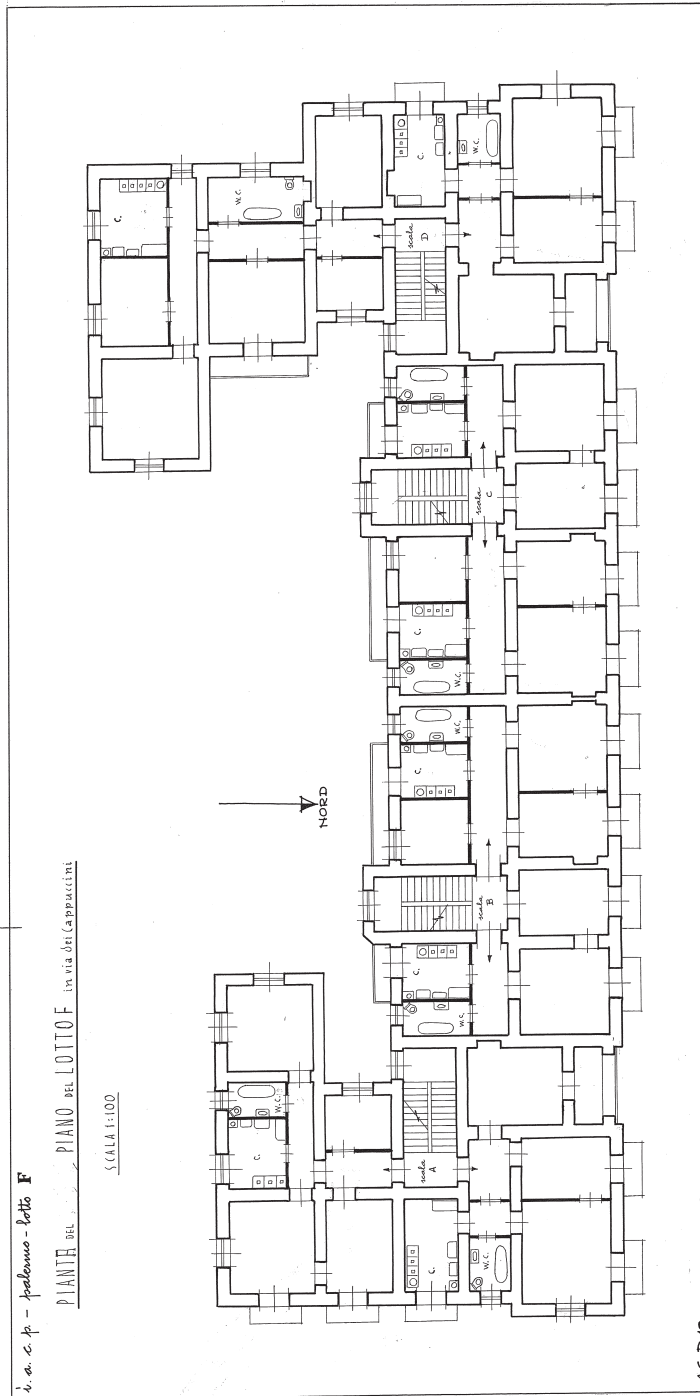 i. a. c. p. - palermo - lotto F
PIANTA DEL PIANO DEL LOTTO F in via dei Cappuccini
SCALA 1:100
NORD
C.
W.C.
C.
W.C.
scala
D
scala
C
C.
W.C.
W.C.
C.
scala
B
C.
W.C.
W.C.
C.
scala
A
C.
W.C.